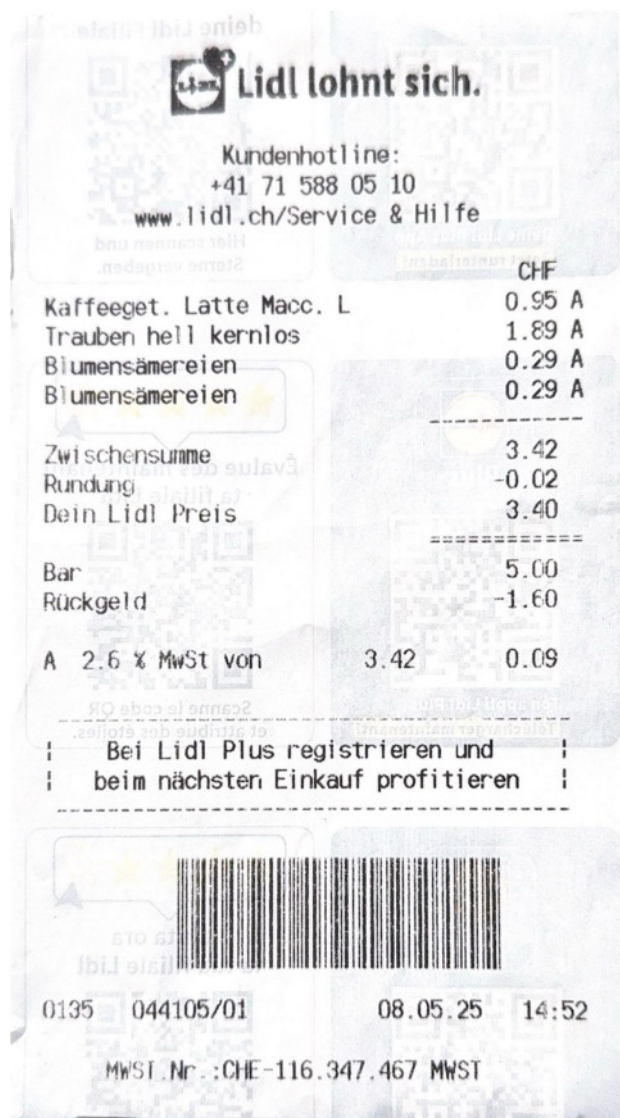 Lidl lohnt sich.
Kundenhotline:
+41 71 588 05 10
www.lidl.ch/Service & Hilfe
CHF
Kaffeeget. Latte Macc. L 0.95 A
Trauben hell kernlos 1.89 A
Blumensämereien 0.29 A
Blumensämereien 0.29 A
Zwischensumme 3.42
Rundung -0.02
Dein Lidl Preis 3.40
Bar 5.00
Rückgeld -1.60
A 2.6 % MwSt von 3.42 0.09
Bei Lidl Plus registrieren und
beim nächsten Einkauf profitieren
0135 044105/01 08.05.25 14:52
MWST.Nr.:CHE-116.347.467 MWST